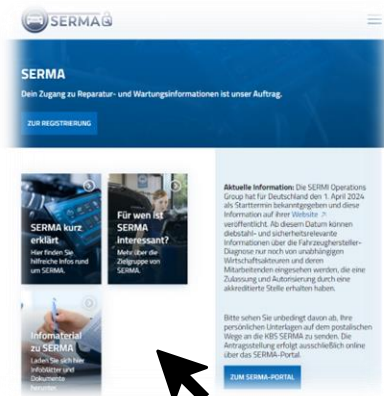 SERMA
SERMA
Dein Zugang zu Reparatur- und Wartungsinformationen ist unser Auftrag.
ZUR REGISTRIERUNG
SERMA kurz
erklärt
Hier finden Sie
hilfreiche Infos rund
um SERMA.
Für wen ist
SERMA
interessant?
Mehr über die
Zielgruppe von
SERMA.
Infomaterial
zu SERMA
Laden Sie sich hier
Infoblätter und
Dokumente
herunter.
Aktuelle Information: Die SERMI Operations
Group hat für Deutschland den 1. April 2024
als Starttermin bekanntgegeben und diese
Information auf ihrer Website ↗
veröffentlicht. Ab diesem Datum können
diebstahl- und sicherheitsrelevante
Informationen über die Fahrzeughersteller-
Diagnose nur noch von unabhängigen
Wirtschaftsakteuren und deren
Mitarbeitenden eingesehen werden, die eine
Zulassung und Autorisierung durch eine
akkreditierte Stelle erhalten haben.
Bitte sehen Sie unbedingt davon ab, Ihre
persönlichen Unterlagen auf dem postalischen
Wege an die KBS SERMA zu senden. Die
Antragstellung erfolgt ausschließlich online
über das SERMA-Portal.
ZUM SERMA-PORTAL